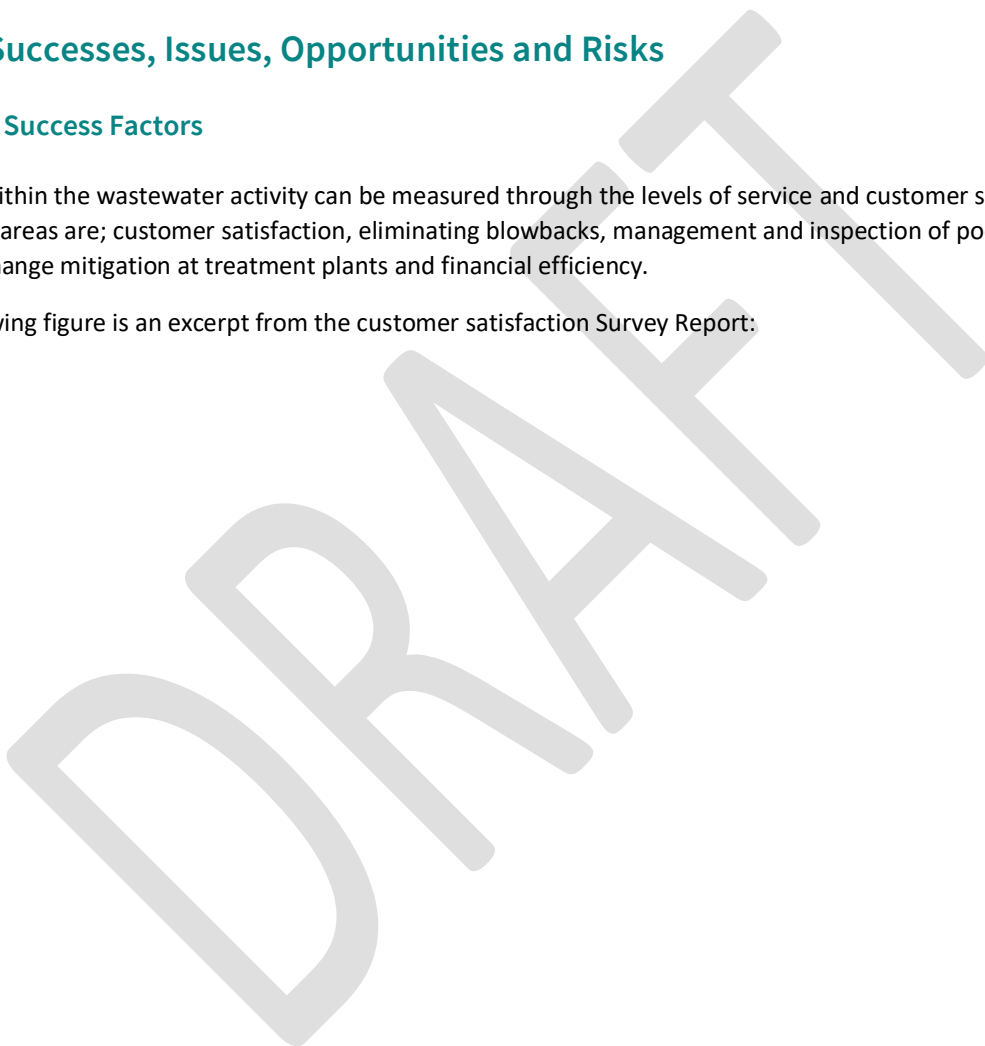 Successes, Issues, Opportunities and Risks
Success Factors
ithin the wastewater activity can be measured through the levels of service and customer s
areas are; customer satisfaction, eliminating blowbacks, management and inspection of po
ange mitigation at treatment plants and financial efficiency.
ving figure is an excerpt from the customer satisfaction Survey Report:
DRAFT